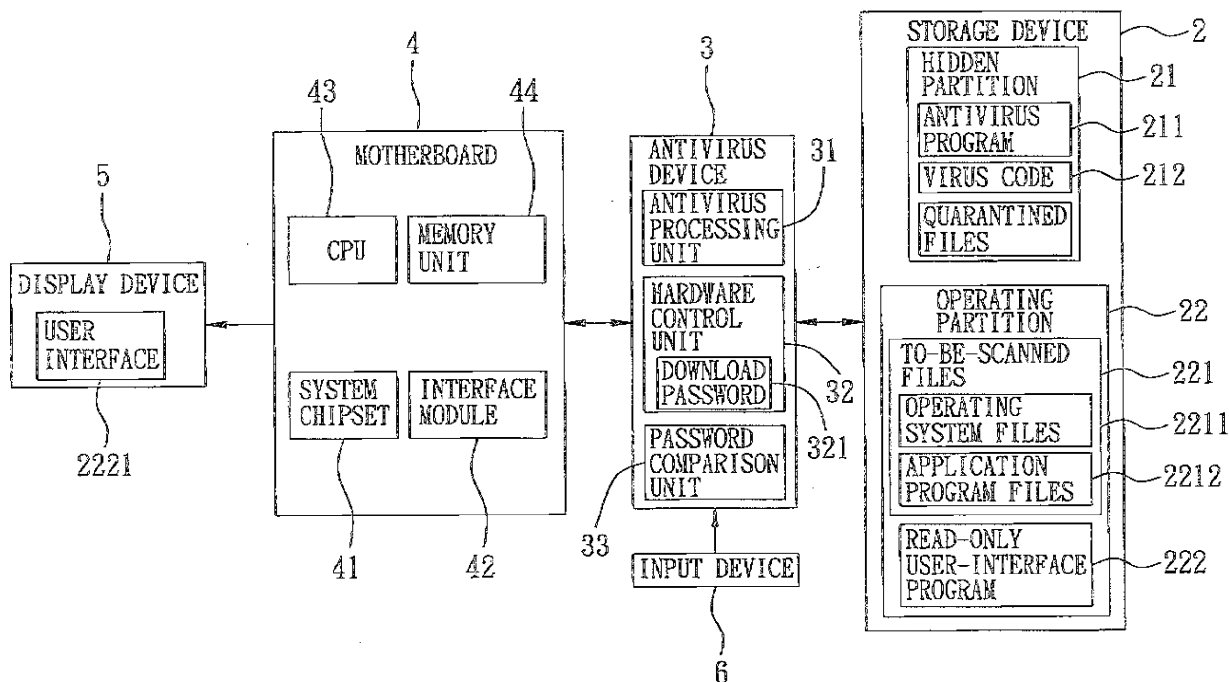 5
DISPLAY DEVICE
USER
INTERFACE
2221
4
43
44
MOTHERBOARD
CPU
MEMORY
UNIT
SYSTEM
CHIPSET
INTERFACE
MODULE
41
42
3
ANTIVIRUS
DEVICE
31
ANTIVIRUS
PROCESSING
UNIT
HARDWARE
CONTROL
UNIT
DOWNLOAD
PASSWORD
32
321
PASSWORD
COMPARISON
UNIT
33
INPUT DEVICE
6
STORAGE DEVICE
2
HIDDEN
PARTITION
21
ANTIVIRUS
PROGRAM
211
VIRUS CODE
212
QUARANTINED
FILES
OPERATING
PARTITION
22
TO-BE-SCANNED
FILES
221
OPERATING
SYSTEM FILES
2211
APPLICATION
PROGRAM FILES
2212
READ-ONLY
USER-INTERFACE
PROGRAM
222